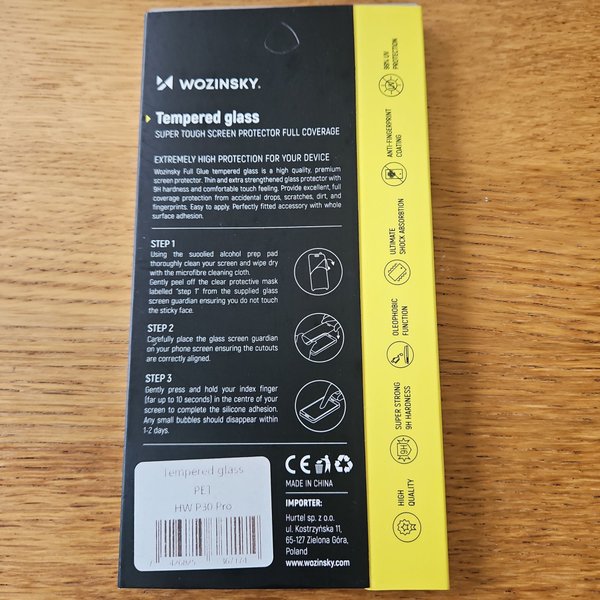 WOZINSKY®
Tempered glass
SUPER TOUGH SCREEN PROTECTOR FULL COVERAGE
EXTREMELY HIGH PROTECTION FOR YOUR DEVICE
Wozinsky Full Glue tempered glass is a high quality, premium
screen protector. Thin and extra strengthened glass protector with
9H hardness and comfortable touch feeling. Provide excellent, full
coverage protection from accidental drops, scratches, dirt, and
fingerprints. Easy to apply. Perfectly fitted accessory with whole
surface adhesion.
STEP 1
Using the suoolied alcohol prep pad
thoroughly clean your screen and wipe dry
with the microfibre cleaning cloth.
Gently peel off the clear protective mask
labelled "step 1" from the supplied glass
screen guardian ensuring you do not touch
the sticky face.
STEP 2
Carefully place the glass screen guardian
on your phone screen ensuring the cutouts
are correctly aligned.
STEP 3
Gently press and hold your index finger
(far up to 10 seconds) in the centre of your
screen to complete the silicone adhesion.
Any small bubbles should disappear within
1-2 days.
Tempered glass
PET
HW P30 Pro
CE
MADE IN CHINA
IMPORTER:
Hurtel sp. z o.o.
ul. Kostrzyńska 11,
65-127 Zielona Góra,
Poland
www.wozinsky.com
98% UV
PROTECTION
ANTI-FINGERPRINT
COATING
ULTIMATE
SHOCK ABSORBTION
OLEOPHOBIC
FUNCTION
SUPER STRONG
9H HARDNESS
9H
HIGH
QUALITY